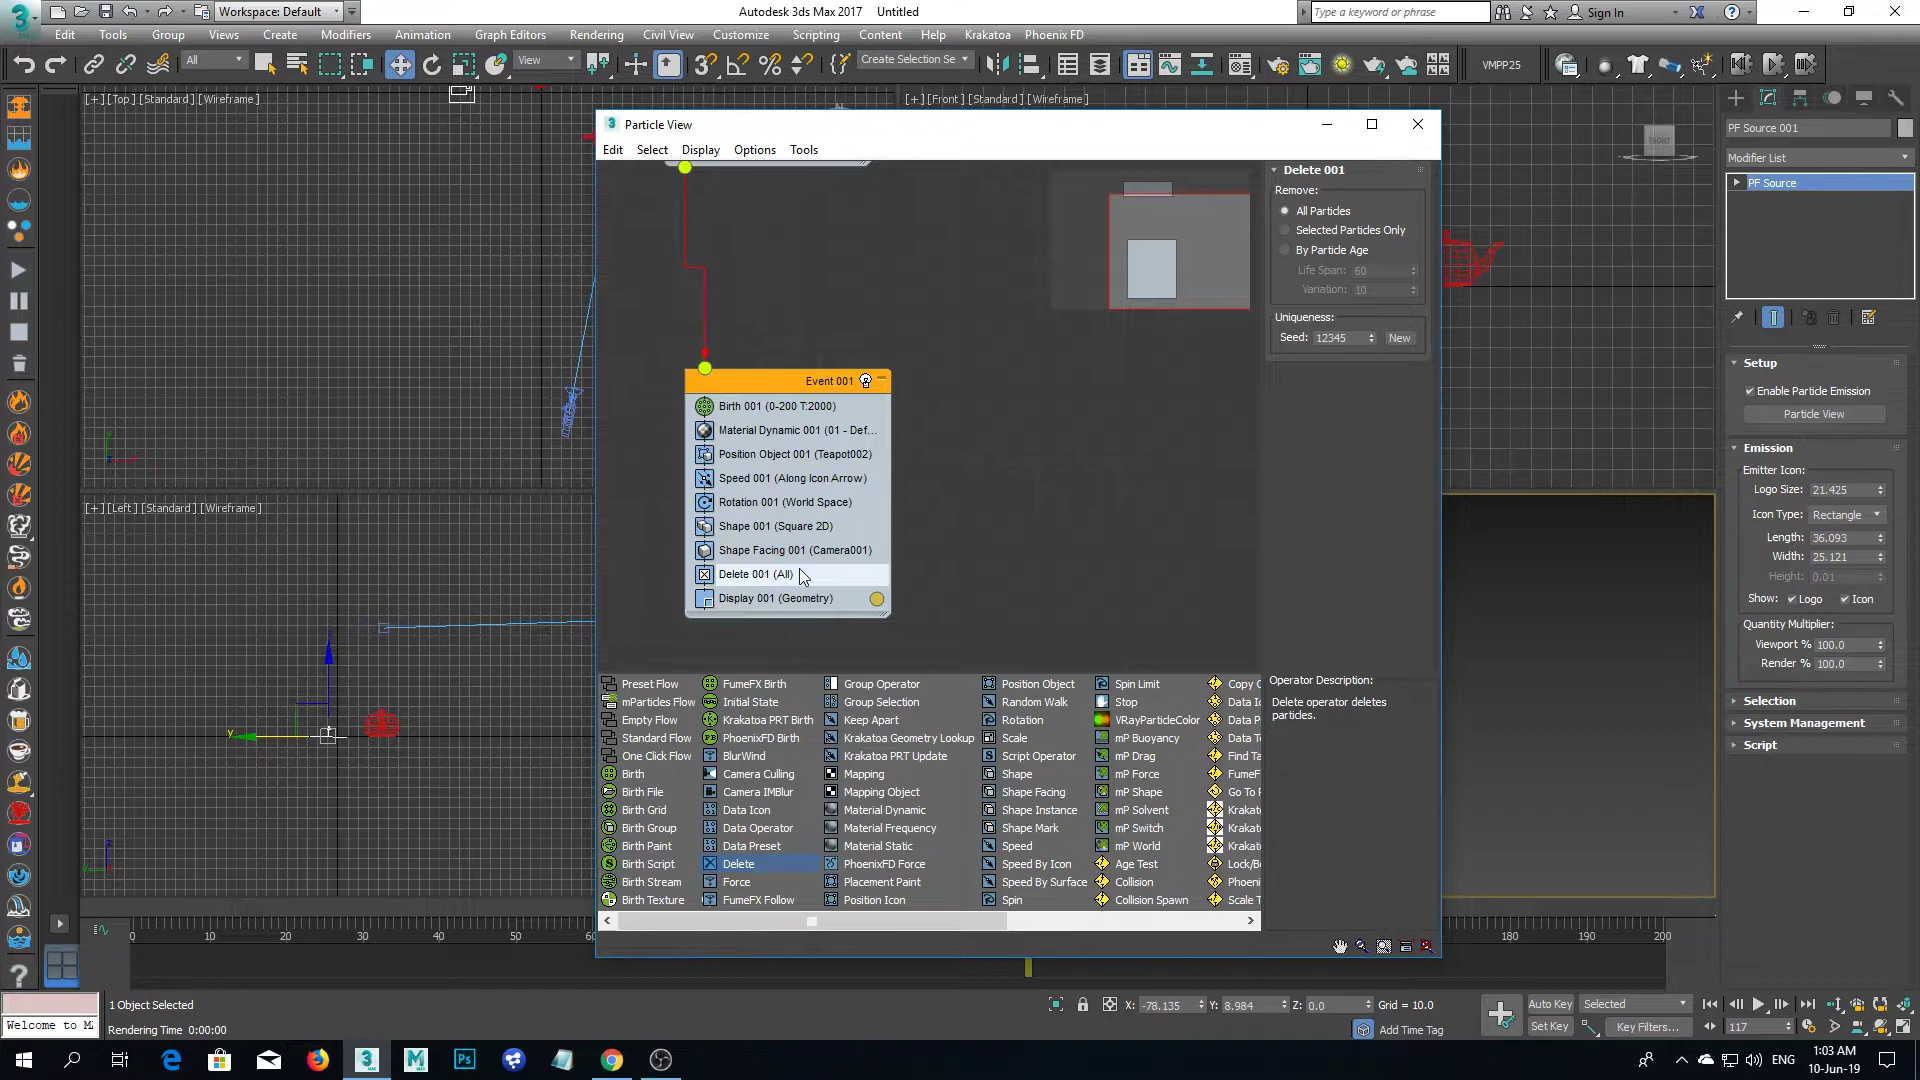 Workspace: Default
Autodesk 3ds Max 2017    Untitled
Type a keyword or phrase
Sign In
Edit Tools Group Views Create Modifiers Animation Graph Editors Rendering Civil View Customize Scripting Content Help Krakatoa Phoenix FD
All
View
Create Selection Se
VMPP25
[+] [Top] [Standard] [Wireframe]
[+] [Front] [Standard] [Wireframe]
FRONT
[+] [Left] [Standard] [Wireframe]
Particle View
Edit Select Display Options Tools
Event 001
Birth 001 (0-200 T:2000)
Material Dynamic 001 (01 - Def...
Position Object 001 (Teapot002)
Speed 001 (Along Icon Arrow)
Rotation 001 (World Space)
Shape 001 (Square 2D)
Shape Facing 001 (Camera001)
Delete 001 (All)
Display 001 (Geometry)
Delete 001
Remove:
All Particles
Selected Particles Only
By Particle Age
Life Span: 60
Variation: 10
Uniqueness:
Seed: 12345 New
Operator Description:
Delete operator deletes
particles.
Preset Flow FumeFX Birth Group Operator Position Object Spin Limit Copy O
mParticles Flow Initial State Group Selection Random Walk Stop Data Ic
Empty Flow Krakatoa PRT Birth Keep Apart Rotation VRayParticleColor Data P
Standard Flow PhoenixFD Birth Krakatoa Geometry Lookup Scale mP Buoyancy Data T
One Click Flow BlurWind Krakatoa PRT Update Script Operator mP Drag Find Ta
Birth Camera Culling Mapping Shape mP Force FumeF
Birth File Camera IMBlur Mapping Object Shape Facing mP Shape Go To R
Birth Grid Data Icon Material Dynamic Shape Instance mP Solvent Krakat
Birth Group Data Operator Material Frequency Shape Mark mP Switch Krakat
Birth Paint Data Preset Material Static Speed mP World Krakat
Birth Script Delete PhoenixFD Force Speed By Icon Age Test Lock/B
Birth Stream Force Placement Paint Speed By Surface Collision Phoeni
Birth Texture FumeFX Follow Position Icon Spin Collision Spawn Scale T
PF Source 001
Modifier List
PF Source
Setup
Enable Particle Emission
Particle View
Emission
Emitter Icon:
Logo Size: 21.425
Icon Type: Rectangle
Length: 36.093
Width: 25.121
Height: 0.01
Show: Logo Icon
Quantity Multiplier:
Viewport % 100.0
Render % 100.0
Selection
System Management
Script
0 10 20 30 40 50 180 190 200
1 Object Selected
Welcome to M
Rendering Time 0:00:00
X: -78.135 Y: 8.984 Z: 0.0 Grid = 10.0
Add Time Tag
Auto Key Selected
Set Key Key Filters...
117
ENG
1:03 AM
10-Jun-19